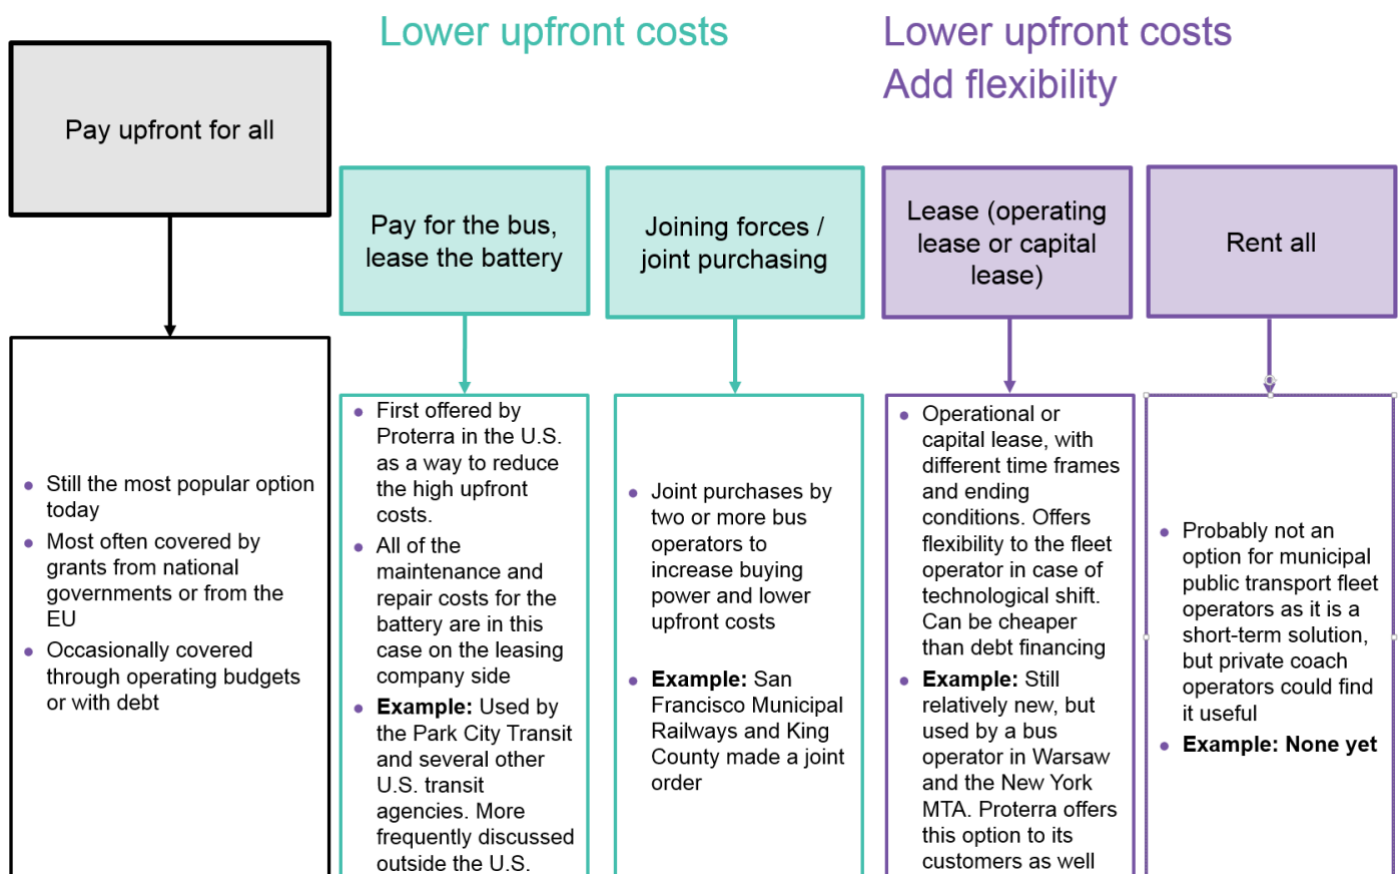 Lower upfront costs
Lower upfront costs
Add flexibility
Pay upfront for all
Pay for the bus,
lease the battery
Joining forces /
joint purchasing
Lease (operating
lease or capital
lease)
Rent all
Still the most popular option
today
Most often covered by
grants from national
governments or from the
EU
Occasionally covered
through operating budgets
or with debt
First offered by
Proterra in the U.S.
as a way to reduce
the high upfront
costs.
All of the
maintenance and
repair costs for the
battery are in this
case on the leasing
company side
Example: Used by
the Park City Transit
and several other
U.S. transit
agencies. More
frequently discussed
outside the U.S.
Joint purchases by
two or more bus
operators to
increase buying
power and lower
upfront costs
Example: San
Francisco Municipal
Railways and King
County made a joint
order
Operational or
capital lease, with
different time frames
and ending
conditions. Offers
flexibility to the fleet
operator in case of
technological shift.
Can be cheaper
than debt financing
Example: Still
relatively new, but
used by a bus
operator in Warsaw
and the New York
MTA. Proterra offers
this option to its
customers as well
Probably not an
option for municipal
public transport fleet
operators as it is a
short-term solution,
but private coach
operators could find
it useful
Example: None yet